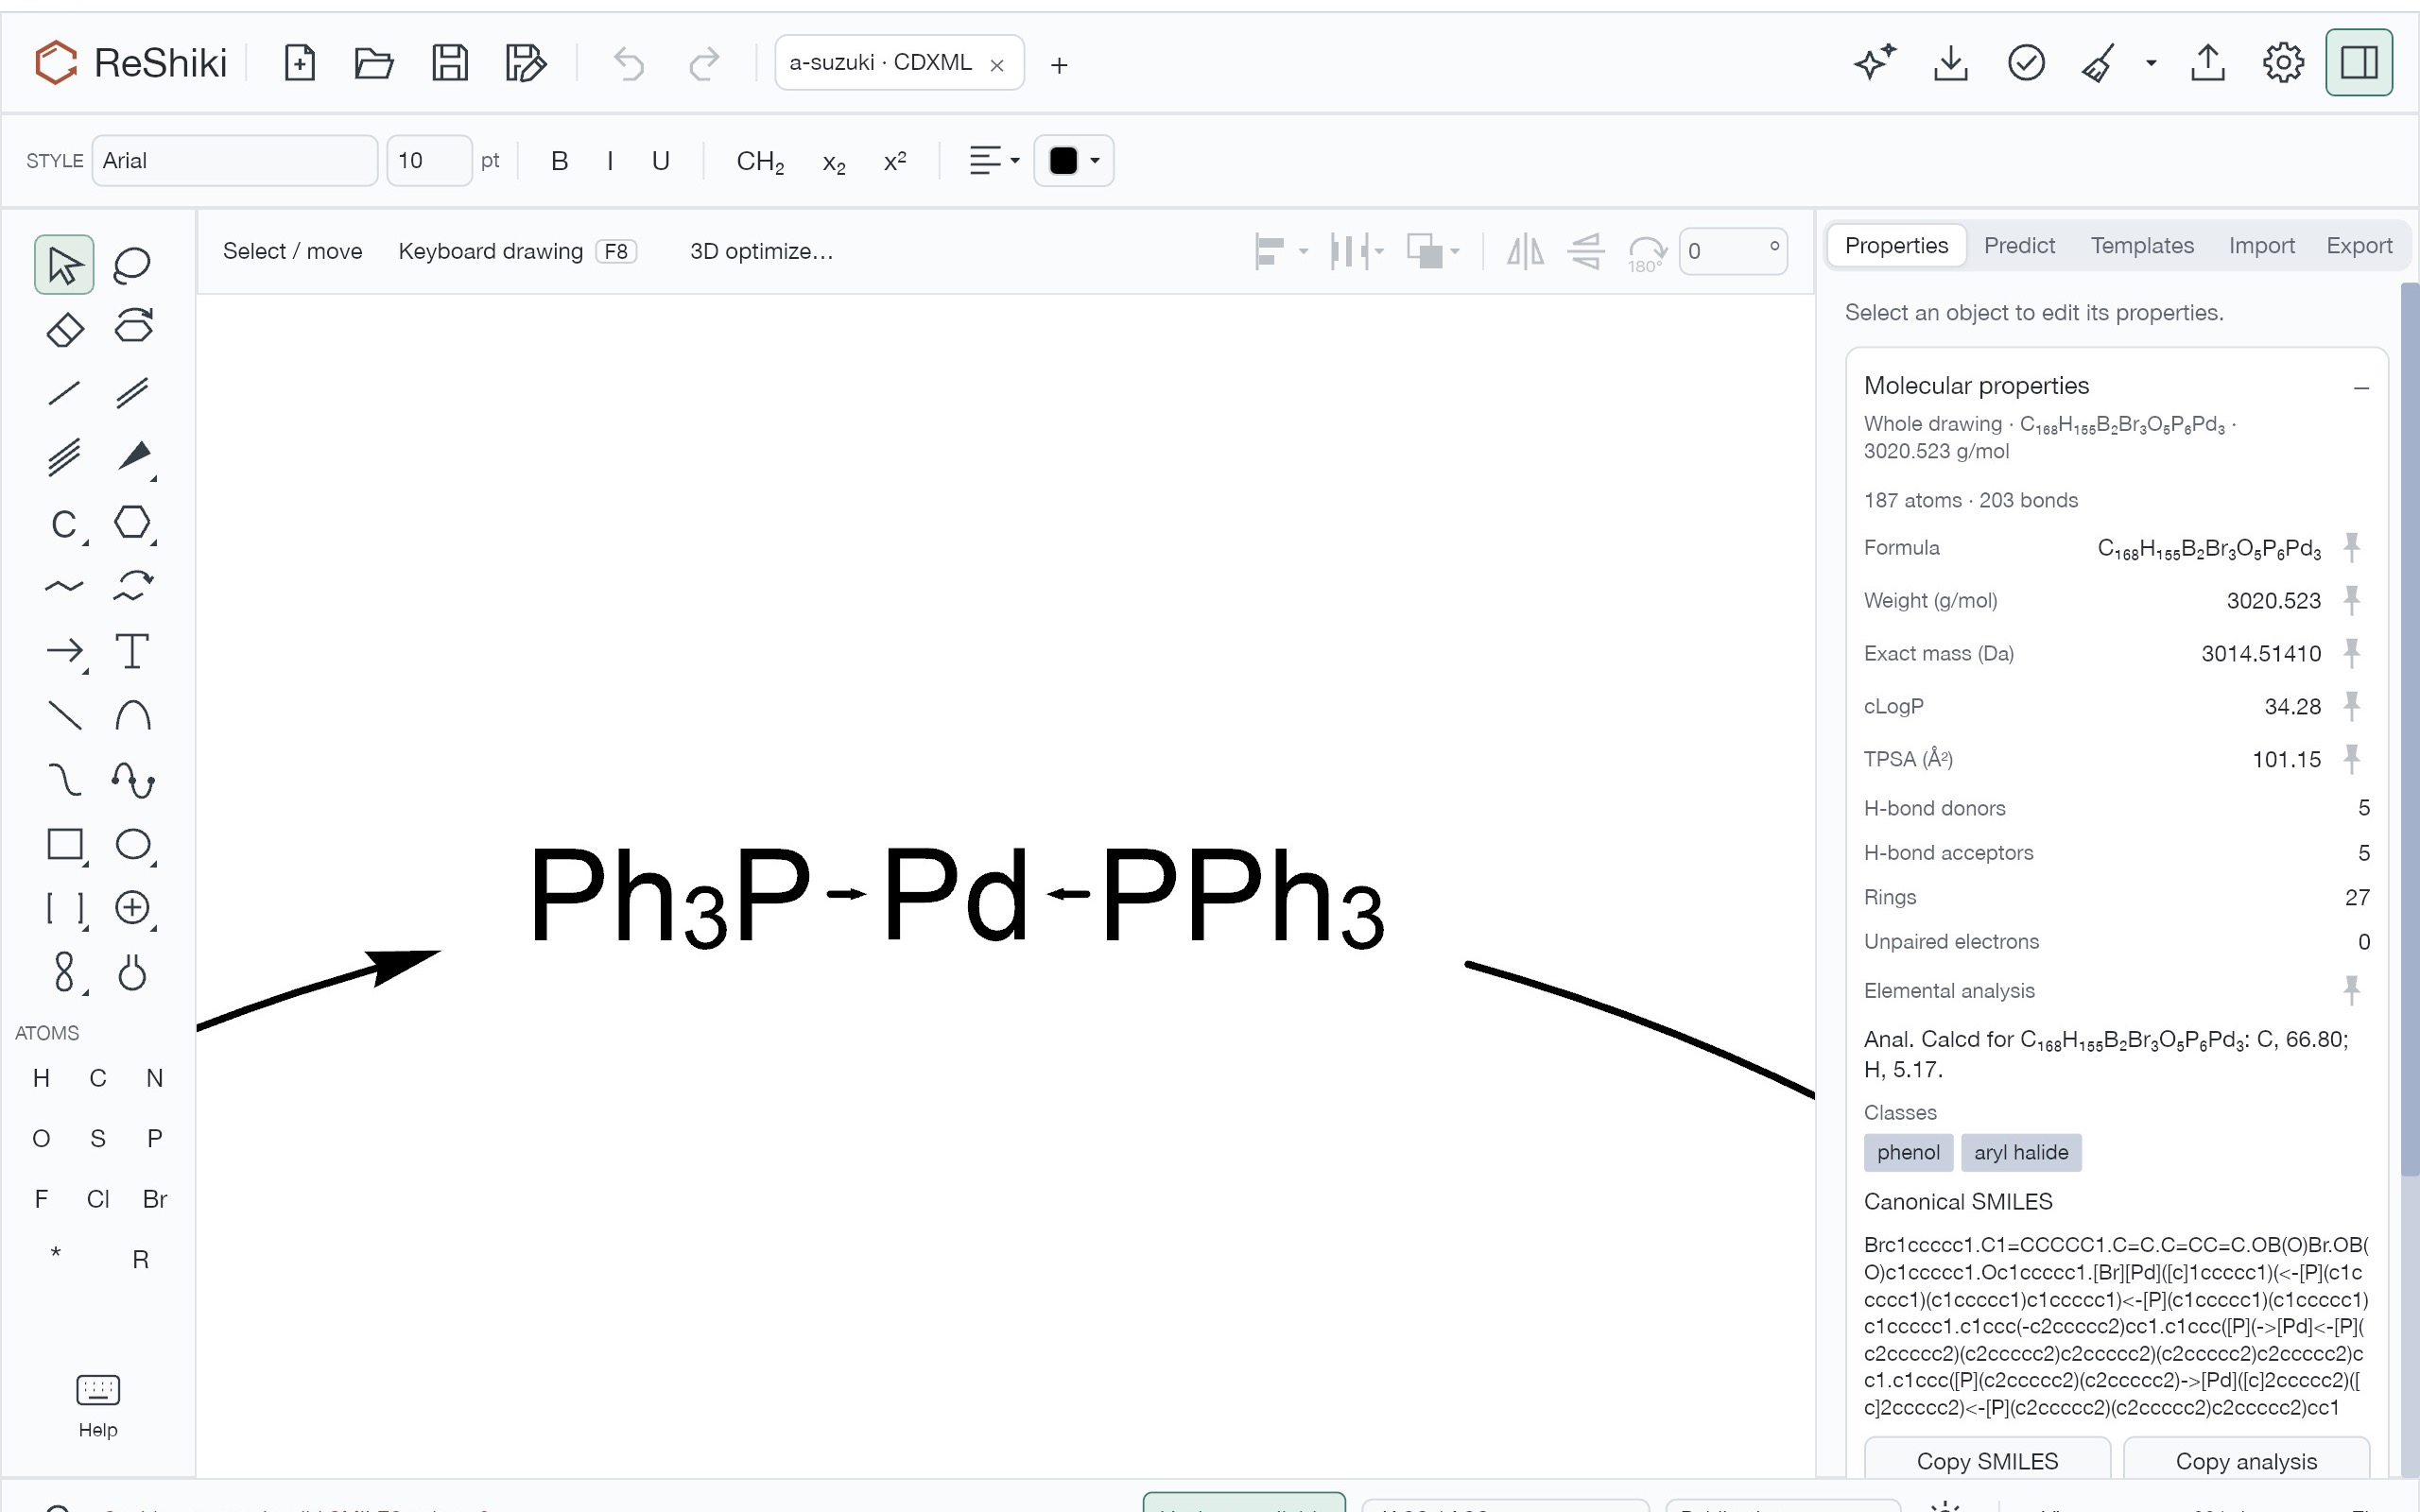 ReShiki
a-suzuki · CDXML ×
STYLE Arial 10 pt B I U CH₂ x₂ x²
Select / move Keyboard drawing F8 3D optimize... 180° 0 °
Properties Predict Templates Import Export
Select an object to edit its properties.
Molecular properties
Whole drawing · C₁₆₈H₁₅₅B₂Br₃O₅P₆Pd₃ ·
3020.523 g/mol
187 atoms · 203 bonds
Formula C₁₆₈H₁₅₅B₂Br₃O₅P₆Pd₃
Weight (g/mol) 3020.523
Exact mass (Da) 3014.51410
cLogP 34.28
TPSA (Å²) 101.15
H-bond donors 5
H-bond acceptors 5
Rings 27
Unpaired electrons 0
Elemental analysis
Anal. Calcd for C₁₆₈H₁₅₅B₂Br₃O₅P₆Pd₃: C, 66.80;
H, 5.17.
Classes
phenol aryl halide
Canonical SMILES
Brc1ccccc1.C1=CCCCC1.C=C.C=CC=C.OB(O)Br.OB(
O)c1ccccc1.Oc1ccccc1.[Br][Pd]([c]1ccccc1)(<-[P](c1c
cccc1)(c1ccccc1)c1ccccc1)<-[P](c1ccccc1)(c1ccccc1)
c1ccccc1.c1ccc(-c2ccccc2)cc1.c1ccc([P](->[Pd]<-[P](
c2ccccc2)(c2ccccc2)c2ccccc2)(c2ccccc2)c2ccccc2)c
c1.c1ccc([P](c2ccccc2)(c2ccccc2)->[Pd]([c]2ccccc2)([
c]2ccccc2)<-[P](c2ccccc2)(c2ccccc2)c2ccccc2)cc1
Copy SMILES Copy analysis
Ph₃P Pd PPh₃
C
T
ATOMS
H C N
O S P
F Cl Br
* R
Help